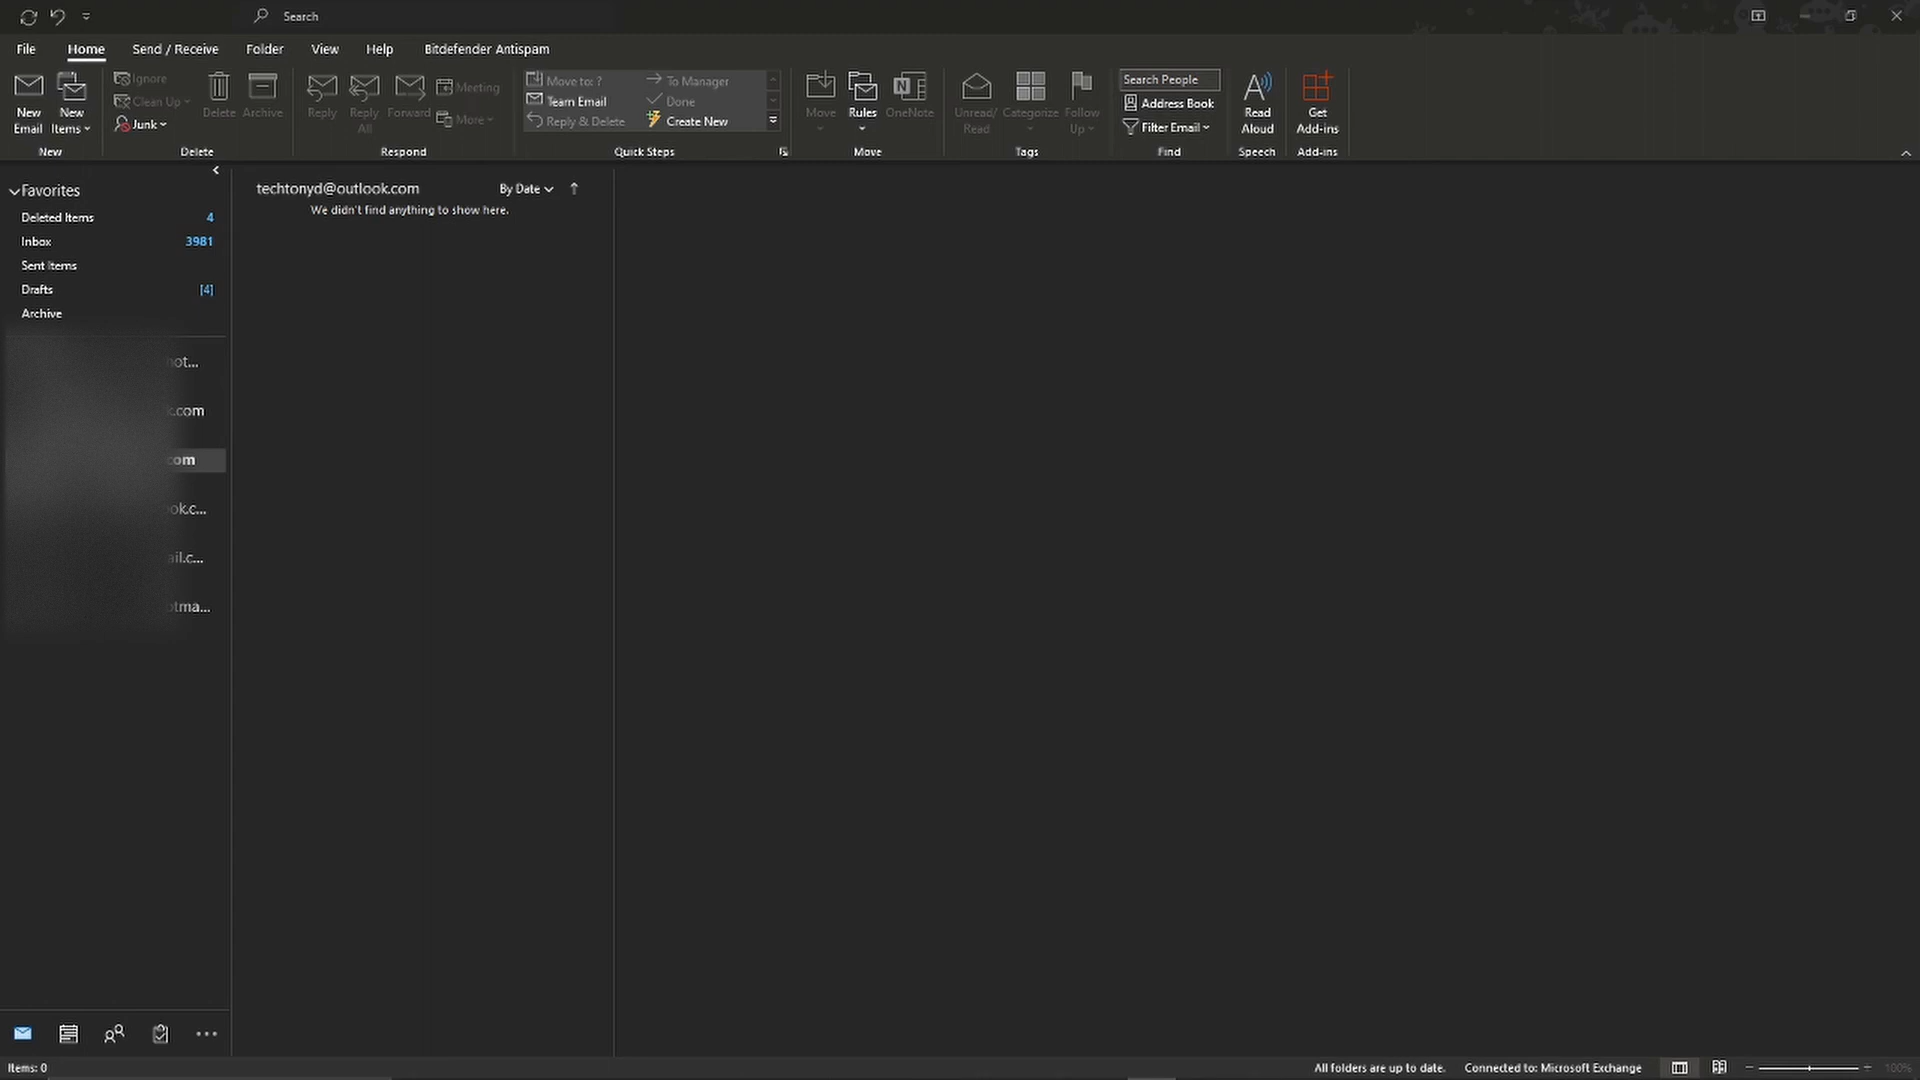 Search
File Home Send / Receive Folder View Help Bitdefender Antispam
New Email
New Items
Ignore
Clean Up
Junk
Delete
Archive
Reply
Reply All
Forward
Meeting
More
Move to: ?
Team Email
Reply & Delete
To Manager
Done
Create New
Move
Rules
OneNote
Unread/ Read
Categorize
Follow Up
Search People
Address Book
Filter Email
Read Aloud
Get Add-ins
New Delete Respond Quick Steps Move Tags Find Speech Add-ins
Favorites
Deleted Items 4
Inbox 3981
Sent Items
Drafts [4]
Archive
techtonyd@outlook.com By Date
We didn't find anything to show here.
.com
.com
Items: 0 All folders are up to date. Connected to: Microsoft Exchange 100%